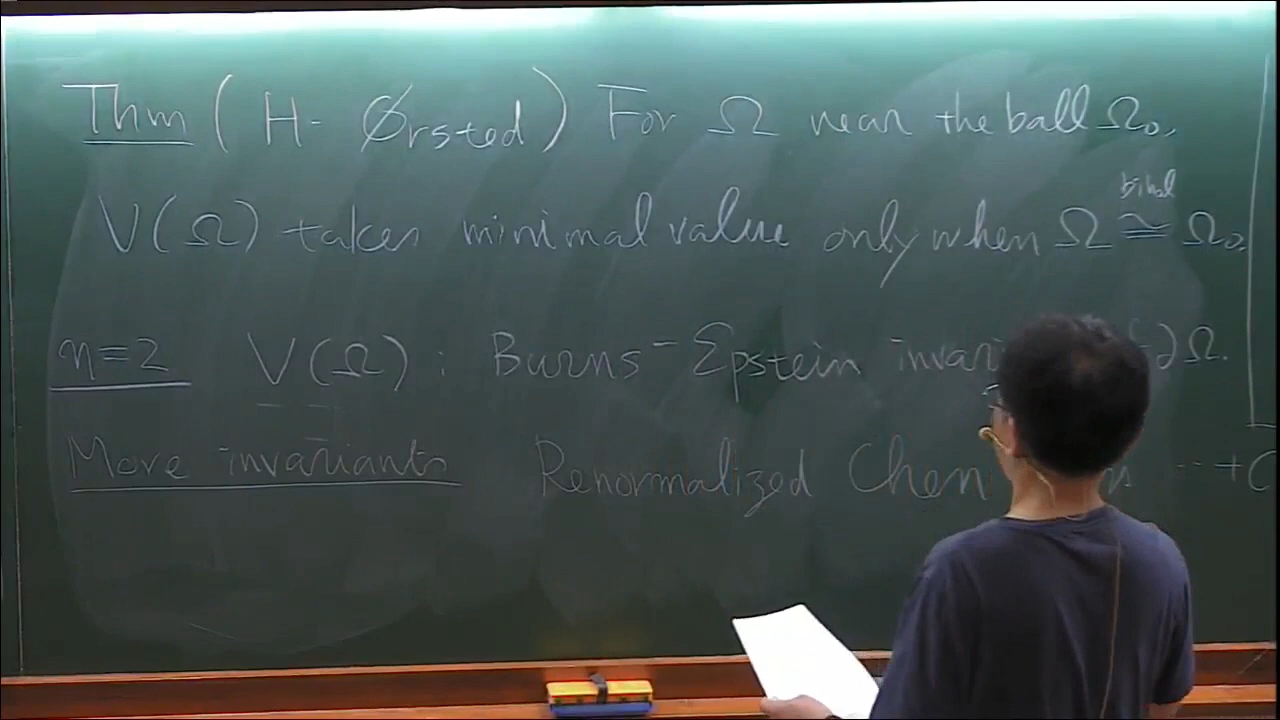 Thm (H- Ørsted) For Ω near the ball Ω₀,
V(Ω) takes minimal value only when Ω ≅ Ω₀.
n=2 V(Ω) : Burns-Epstein invari ∂Ω.
More invariants Renormalized Chern ...+C